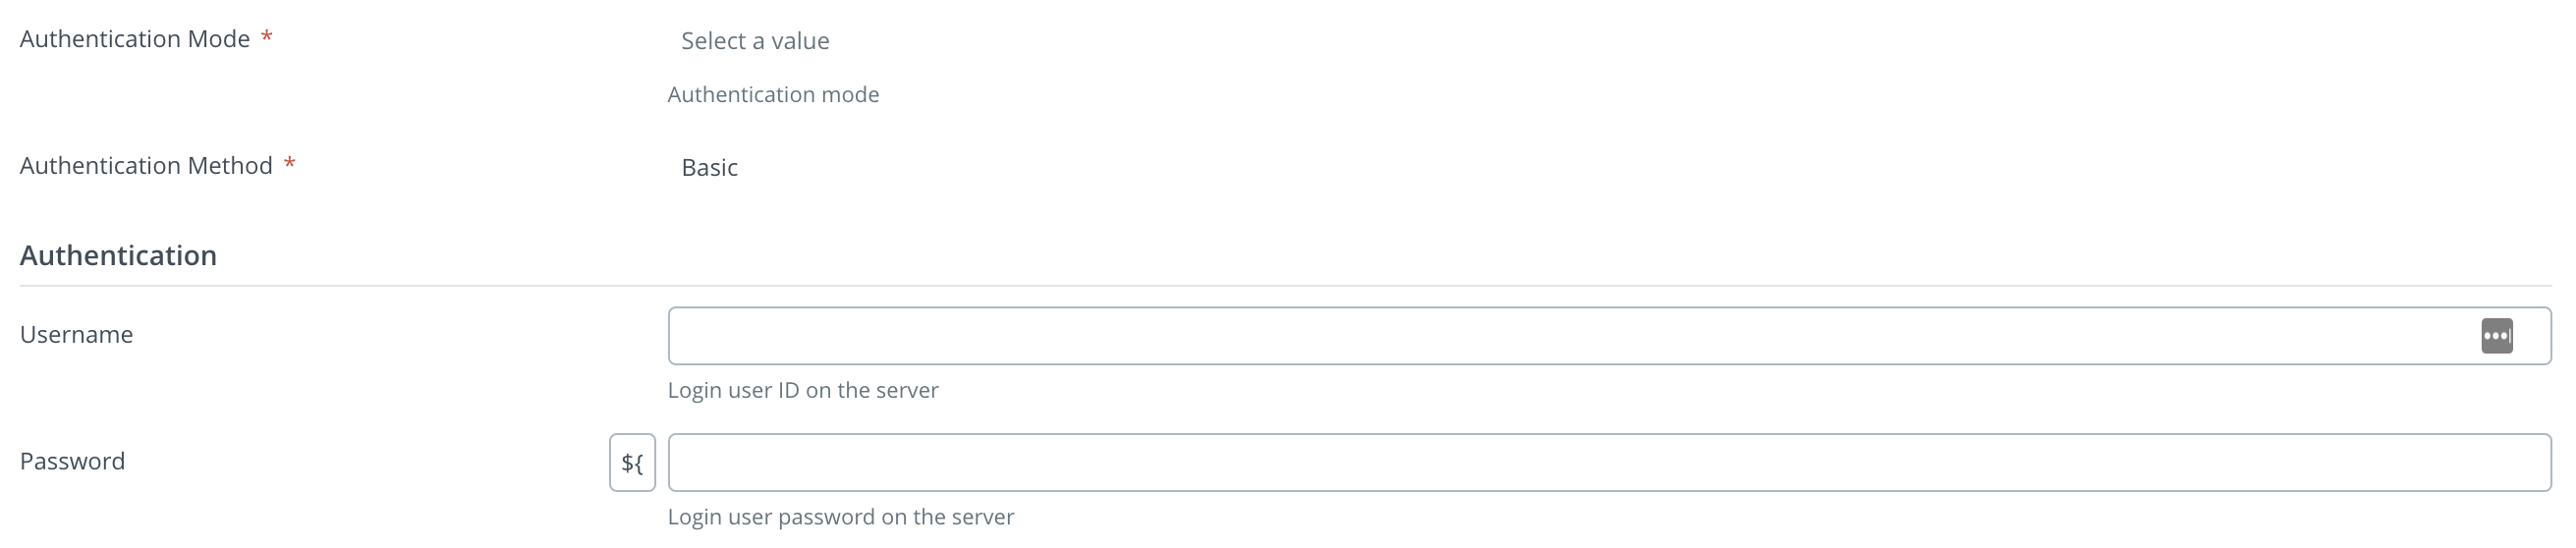 Authentication Mode *
Select a value
Authentication mode
Authentication Method *
Basic
Authentication
Username
Login user ID on the server
Password
${
Login user password on the server